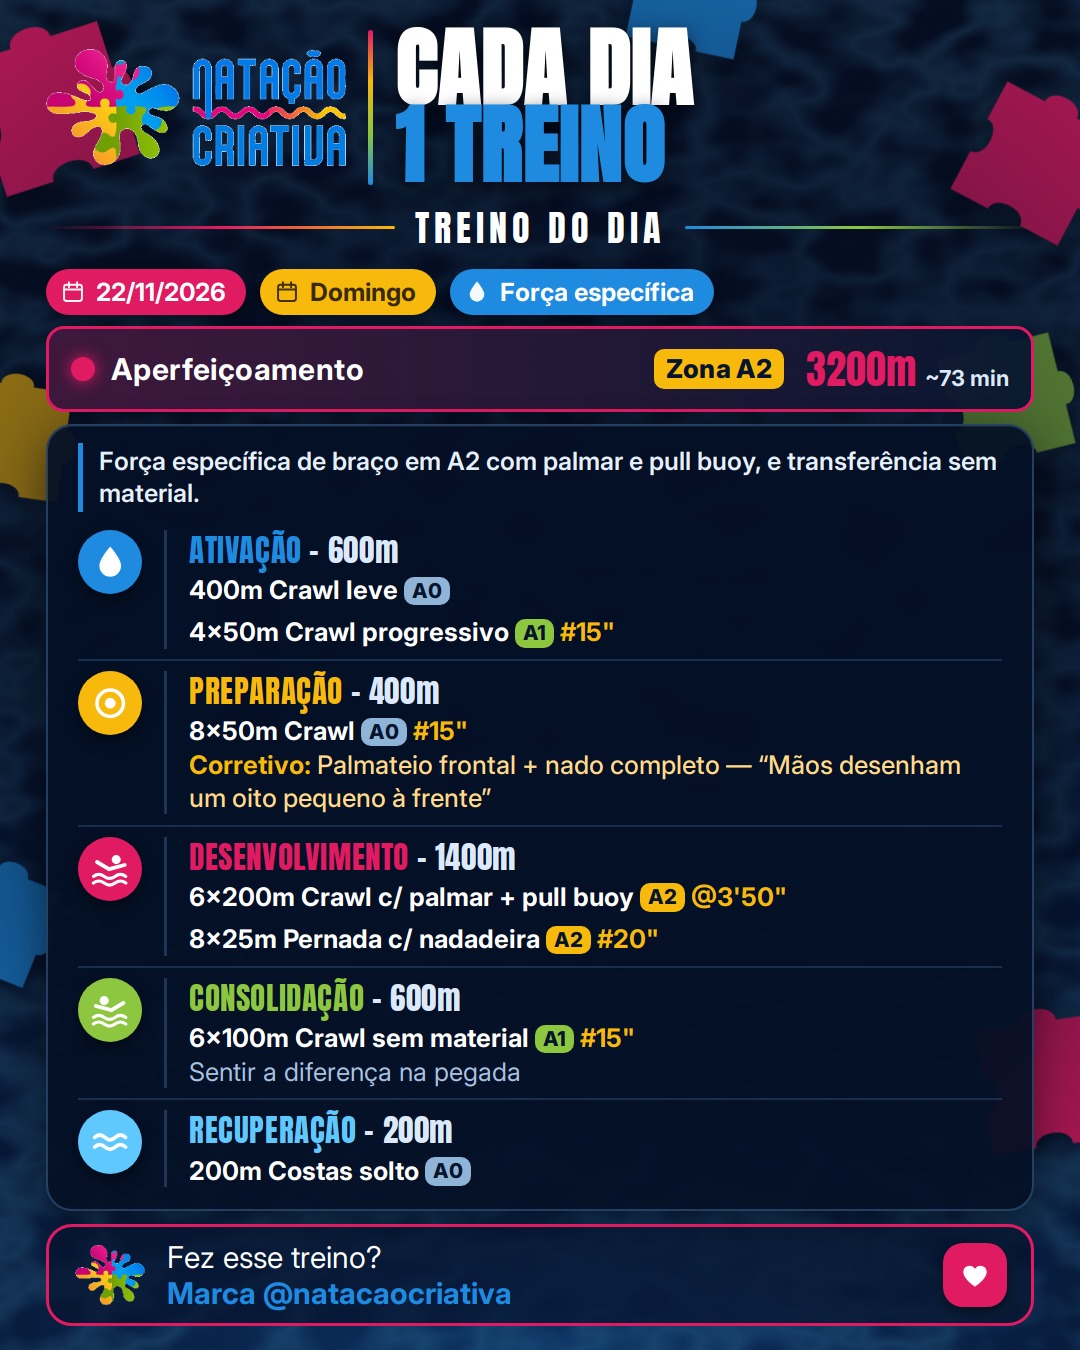 NATAÇÃO
CRIATIVA
CADA DIA
1 TREINO
TREINO DO DIA
22/11/2026
Domingo
Força específica
Aperfeiçoamento
Zona A2
3200m ~73 min
Força específica de braço em A2 com palmar e pull buoy, e transferência sem
material.
ATIVAÇÃO - 600m
400m Crawl leve A0
4×50m Crawl progressivo A1 #15"
PREPARAÇÃO - 400m
8×50m Crawl A0 #15"
Corretivo: Palmateio frontal + nado completo — “Mãos desenham
um oito pequeno à frente”
DESENVOLVIMENTO - 1400m
6×200m Crawl c/ palmar + pull buoy A2 @3'50"
8×25m Pernada c/ nadadeira A2 #20"
CONSOLIDAÇÃO - 600m
6×100m Crawl sem material A1 #15"
Sentir a diferença na pegada
RECUPERAÇÃO - 200m
200m Costas solto A0
Fez esse treino?
Marca @natacaocriativa